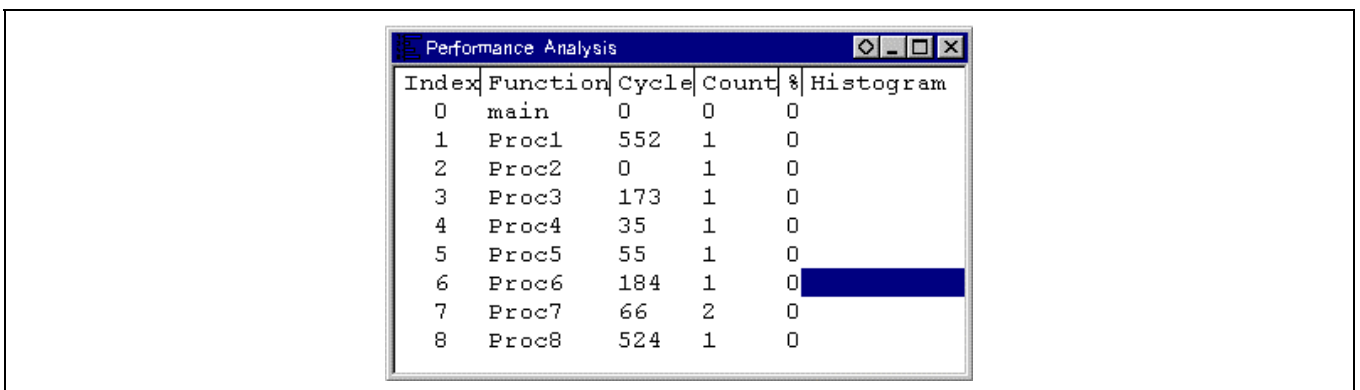 Performance Analysis
Index Function Cycle Count % Histogram
0 main 0 0 0
1 Proc1 552 1 0
2 Proc2 0 1 0
3 Proc3 173 1 0
4 Proc4 35 1 0
5 Proc5 55 1 0
6 Proc6 184 1 0
7 Proc7 66 2 0
8 Proc8 524 1 0